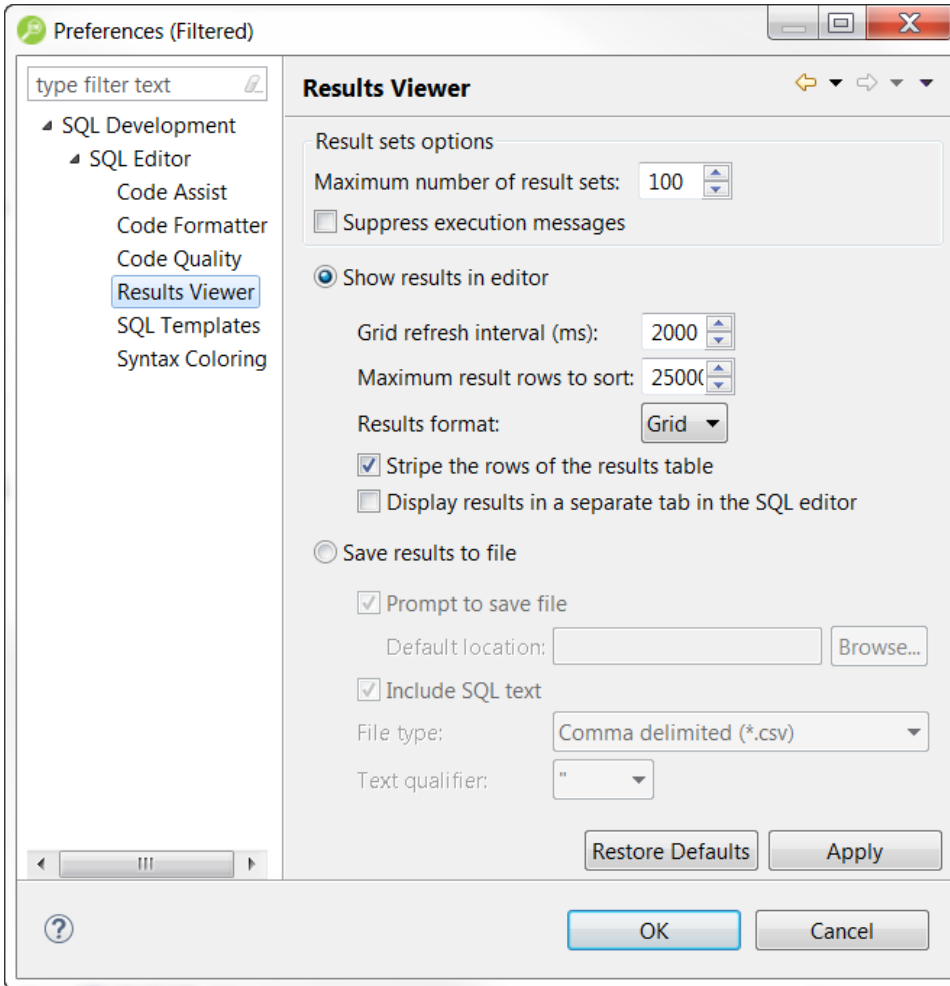 Preferences (Filtered)
type filter text
SQL Development
SQL Editor
Code Assist
Code Formatter
Code Quality
Results Viewer
SQL Templates
Syntax Coloring
Results Viewer
Result sets options
Maximum number of result sets: 100
Suppress execution messages
Show results in editor
Grid refresh interval (ms): 2000
Maximum result rows to sort: 2500
Results format: Grid
Stripe the rows of the results table
Display results in a separate tab in the SQL editor
Save results to file
Prompt to save file
Default location: Browse...
Include SQL text
File type: Comma delimited (*.csv)
Text qualifier: "
Restore Defaults Apply
? OK Cancel